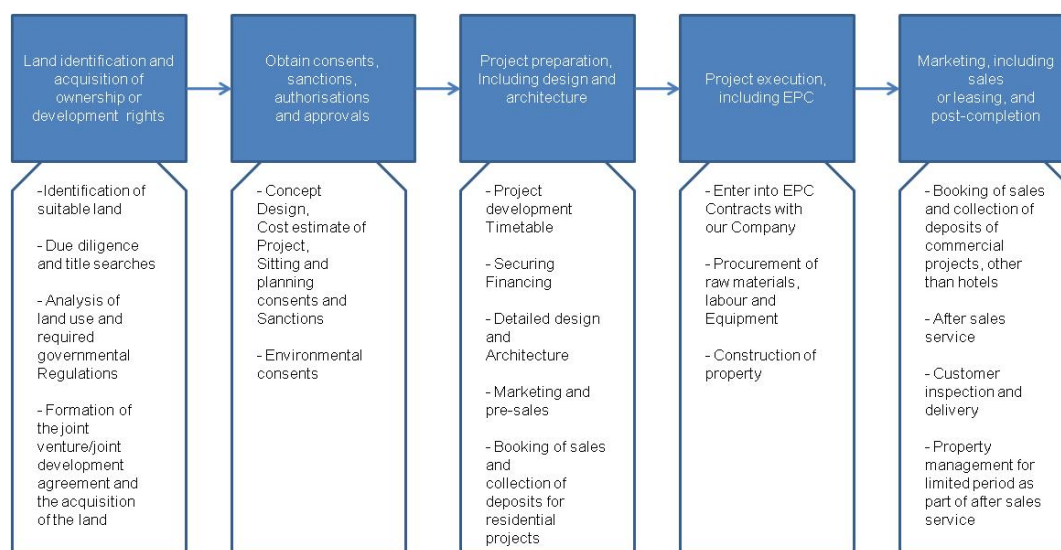 Land identification and
acquisition of
ownership or
development rights
Obtain consents,
sanctions,
authorisations
and approvals
Project preparation,
Including design and
architecture
Project execution,
including EPC
Marketing, including
sales
or leasing, and
post-completion
-Identification of
suitable land
- Due diligence
and title searches
- Analysis of
land use and
required
governmental
Regulations
- Formation of
the joint
venture/joint
development
agreement and
the acquisition
of the land
- Concept
Design,
Cost estimate of
Project,
Sitting and
planning
consents and
Sanctions
- Environmental
consents
- Project
development
Timetable
- Securing
Financing
- Detailed design
and
Architecture
- Marketing and
pre-sales
- Booking of sales
and
collection of
deposits for
residential
projects
- Enter into EPC
Contracts with
our Company
- Procurement of
raw materials,
labour and
Equipment
- Construction of
property
- Booking of sales
and collection of
deposits of
commercial
projects, other
than hotels
- After sales
service
- Customer
inspection and
delivery
- Property
management for
limited period as
part of after sales
service